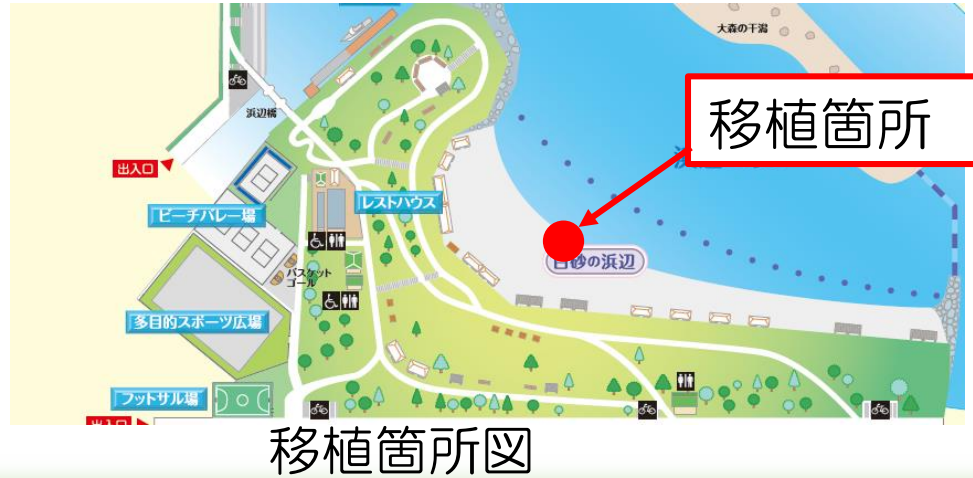 大森の干潟
移植箇所
浜辺橋
出入口
ビーチバレー場
レストハウス
白砂の浜辺
バスケット
ゴール
多目的スポーツ広場
フットサル場
出入口
移植箇所図